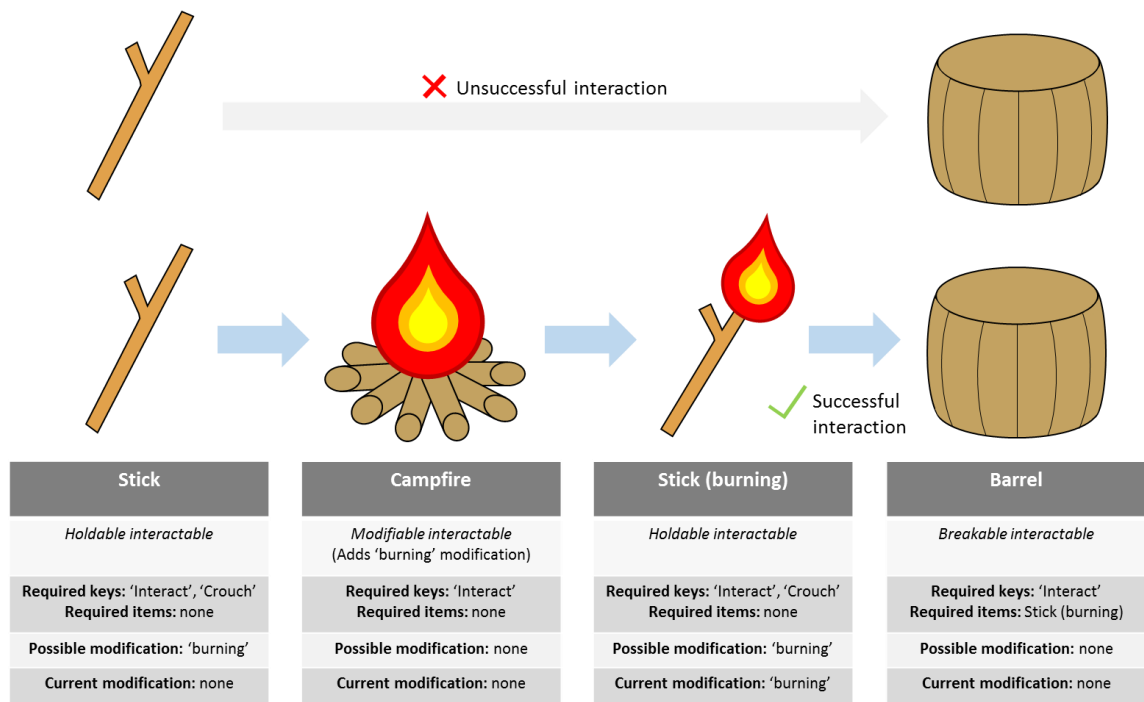 Unsuccessful interaction
Successful
interaction
Stick
Holdable interactable
Required keys: ‘Interact’, ‘Crouch’
Required items: none
Possible modification: ‘burning’
Current modification: none
Campfire
Modifiable interactable
(Adds ‘burning’ modification)
Required keys: ‘Interact’
Required items: none
Possible modification: none
Current modification: none
Stick (burning)
Holdable interactable
Required keys: ‘Interact’, ‘Crouch’
Required items: none
Possible modification: ‘burning’
Current modification: ‘burning’
Barrel
Breakable interactable
Required keys: ‘Interact’
Required items: Stick (burning)
Possible modification: none
Current modification: none